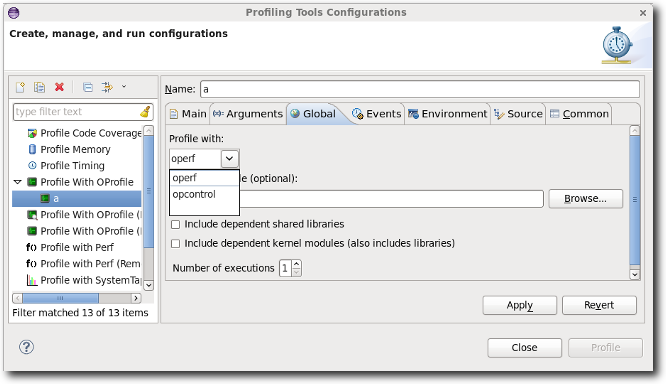 Profiling Tools Configurations
Create, manage, and run configurations
Name: a
type filter text
Main Arguments Global Events Environment Source Common
Profile Code Coverage
Profile Memory
Profile Timing
Profile With OProfile
a
Profile With OProfile (
Profile With OProfile (
f() Profile with Perf
f() Profile with Perf (Rem
Profile with SystemTap
Filter matched 13 of 13 items
Profile with:
operf
operf
opcontrol
(optional):
Browse...
Include dependent shared libraries
Include dependent kernel modules (also includes libraries)
Number of executions 1
Apply Revert
? Close Profile